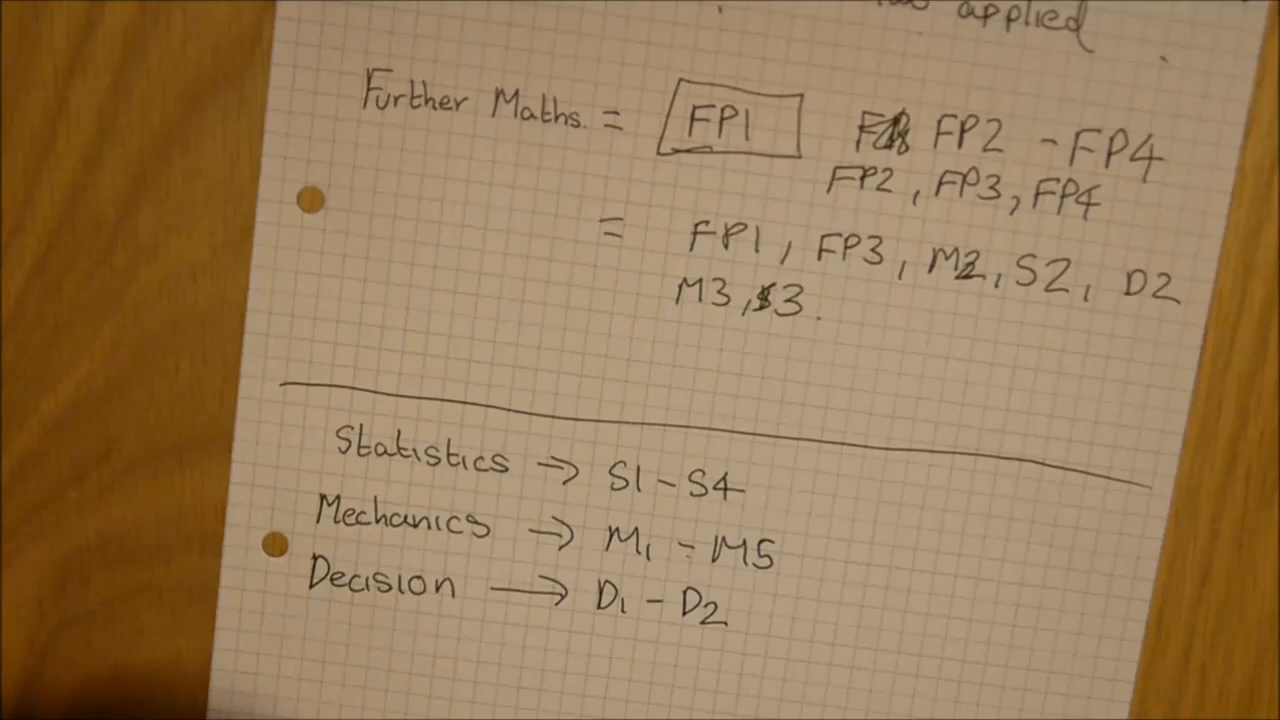 applied
Further Maths. = FP1 FP2 - FP4
FP2, FP3, FP4
= FP1, FP3, M2, S2, D2
M3, S3.
Statistics → S1 - S4
Mechanics → M1 - M5
Decision → D1 - D2